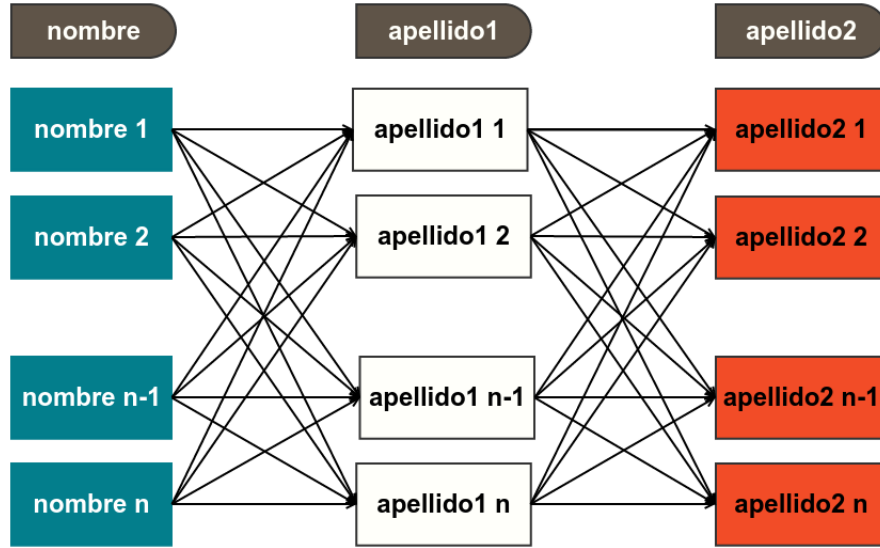 nombre apellido1 apellido2
nombre 1 apellido1 1 apellido2 1
nombre 2 apellido1 2 apellido2 2
nombre n-1 apellido1 n-1 apellido2 n-1
nombre n apellido1 n apellido2 n